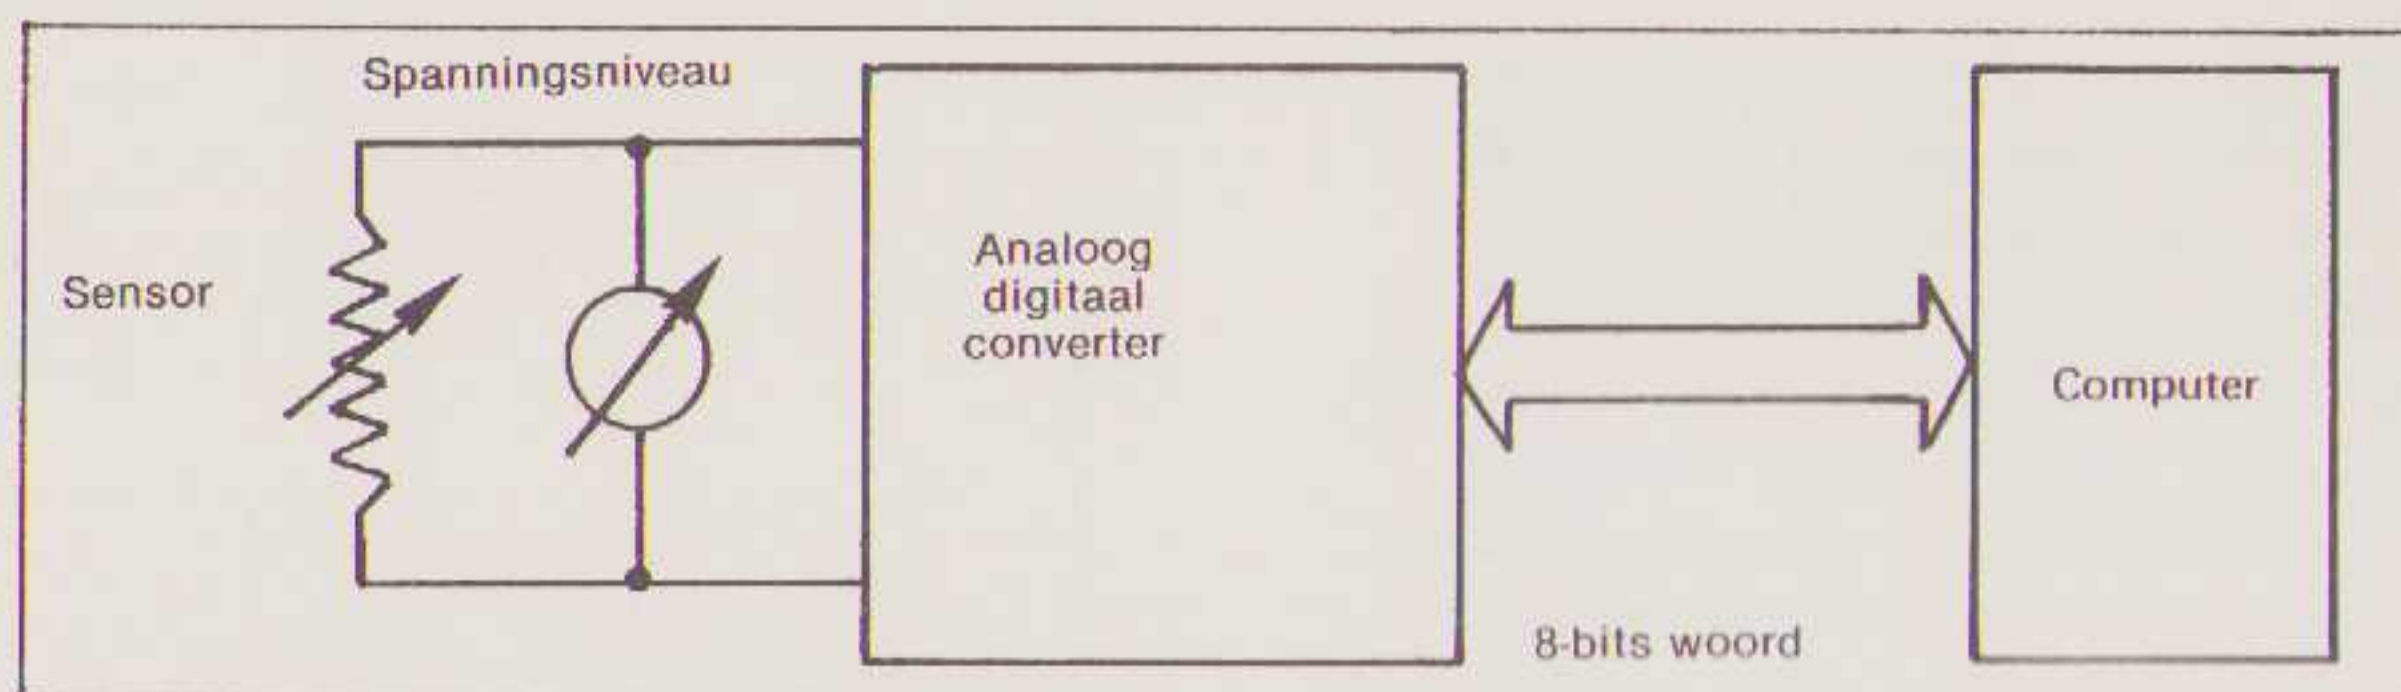 Spanningsniveau
Sensor
Analoog
digitaal
converter
Computer
8-bits woord